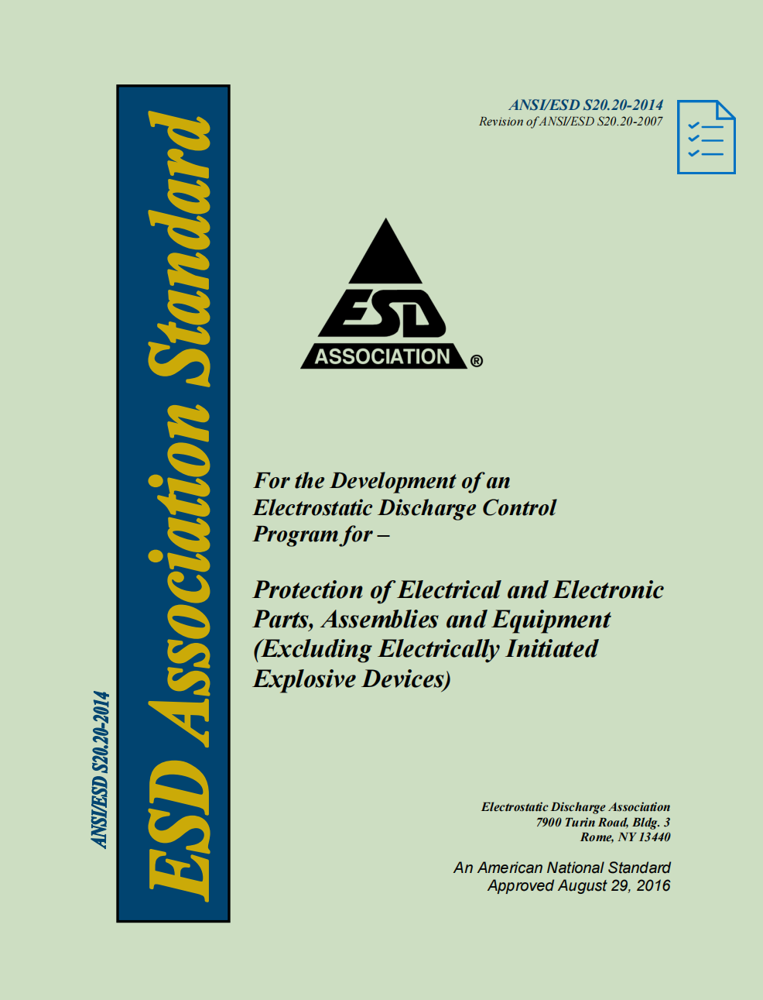 ANSI/ESD S20.20-2014
Revision of ANSI/ESD S20.20-2007
ESD Association Standard
ESD
ASSOCIATION ®
For the Development of an
Electrostatic Discharge Control
Program for –
Protection of Electrical and Electronic
Parts, Assemblies and Equipment
(Excluding Electrically Initiated
Explosive Devices)
ANSI/ESD S20.20-2014
Electrostatic Discharge Association
7900 Turin Road, Bldg. 3
Rome, NY 13440
An American National Standard
Approved August 29, 2016